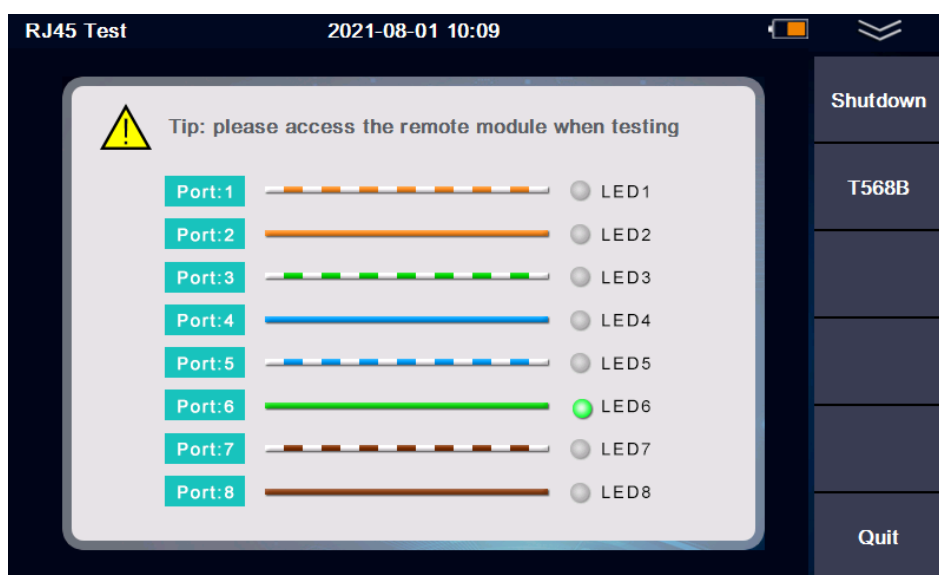 RJ45 Test 2021-08-01 10:09
Shutdown
Tip: please access the remote module when testing
Port:1 LED1
T568B
Port:2 LED2
Port:3 LED3
Port:4 LED4
Port:5 LED5
Port:6 LED6
Port:7 LED7
Port:8 LED8
Quit